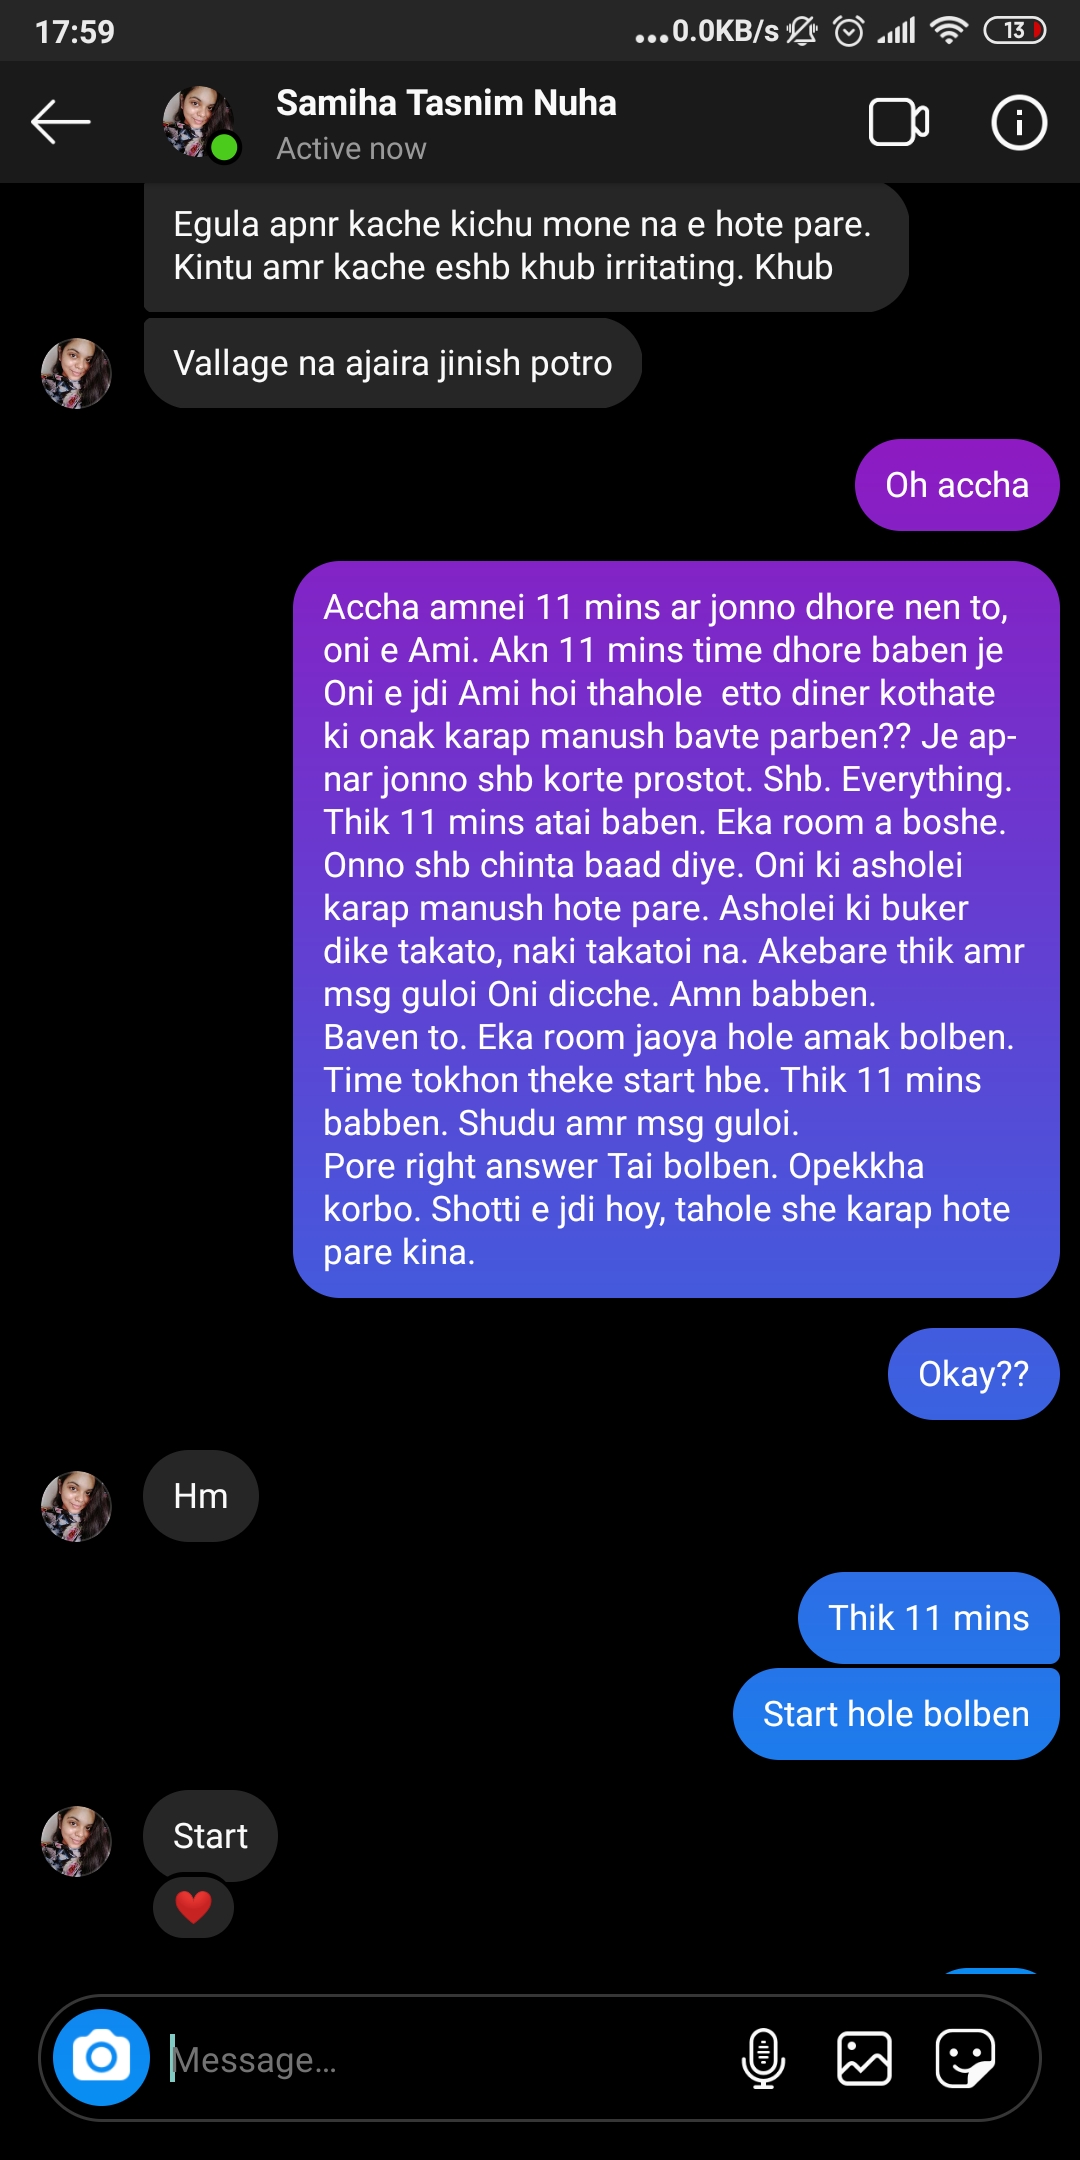 17:59
...0.0KB/s
13
Samiha Tasnim Nuha
Active now
Egula apnr kache kichu mone na e hote pare.
Kintu amr kache eshb khub irritating. Khub
Vallage na ajaira jinish potro
Oh accha
Accha amnei 11 mins ar jonno dhore nen to,
oni e Ami. Akn 11 mins time dhore baben je
Oni e jdi Ami hoi thahole etto diner kothate
ki onak karap manush bavte parben?? Je ap-
nar jonno shb korte prostot. Shb. Everything.
Thik 11 mins atai baben. Eka room a boshe.
Onno shb chinta baad diye. Oni ki asholei
karap manush hote pare. Asholei ki buker
dike takato, naki takatoi na. Akebare thik amr
msg guloi Oni dicche. Amn babben.
Baven to. Eka room jaoya hole amak bolben.
Time tokhon theke start hbe. Thik 11 mins
babben. Shudu amr msg guloi.
Pore right answer Tai bolben. Opekkha
korbo. Shotti e jdi hoy, tahole she karap hote
pare kina.
Okay??
Hm
Thik 11 mins
Start hole bolben
Start
Message...